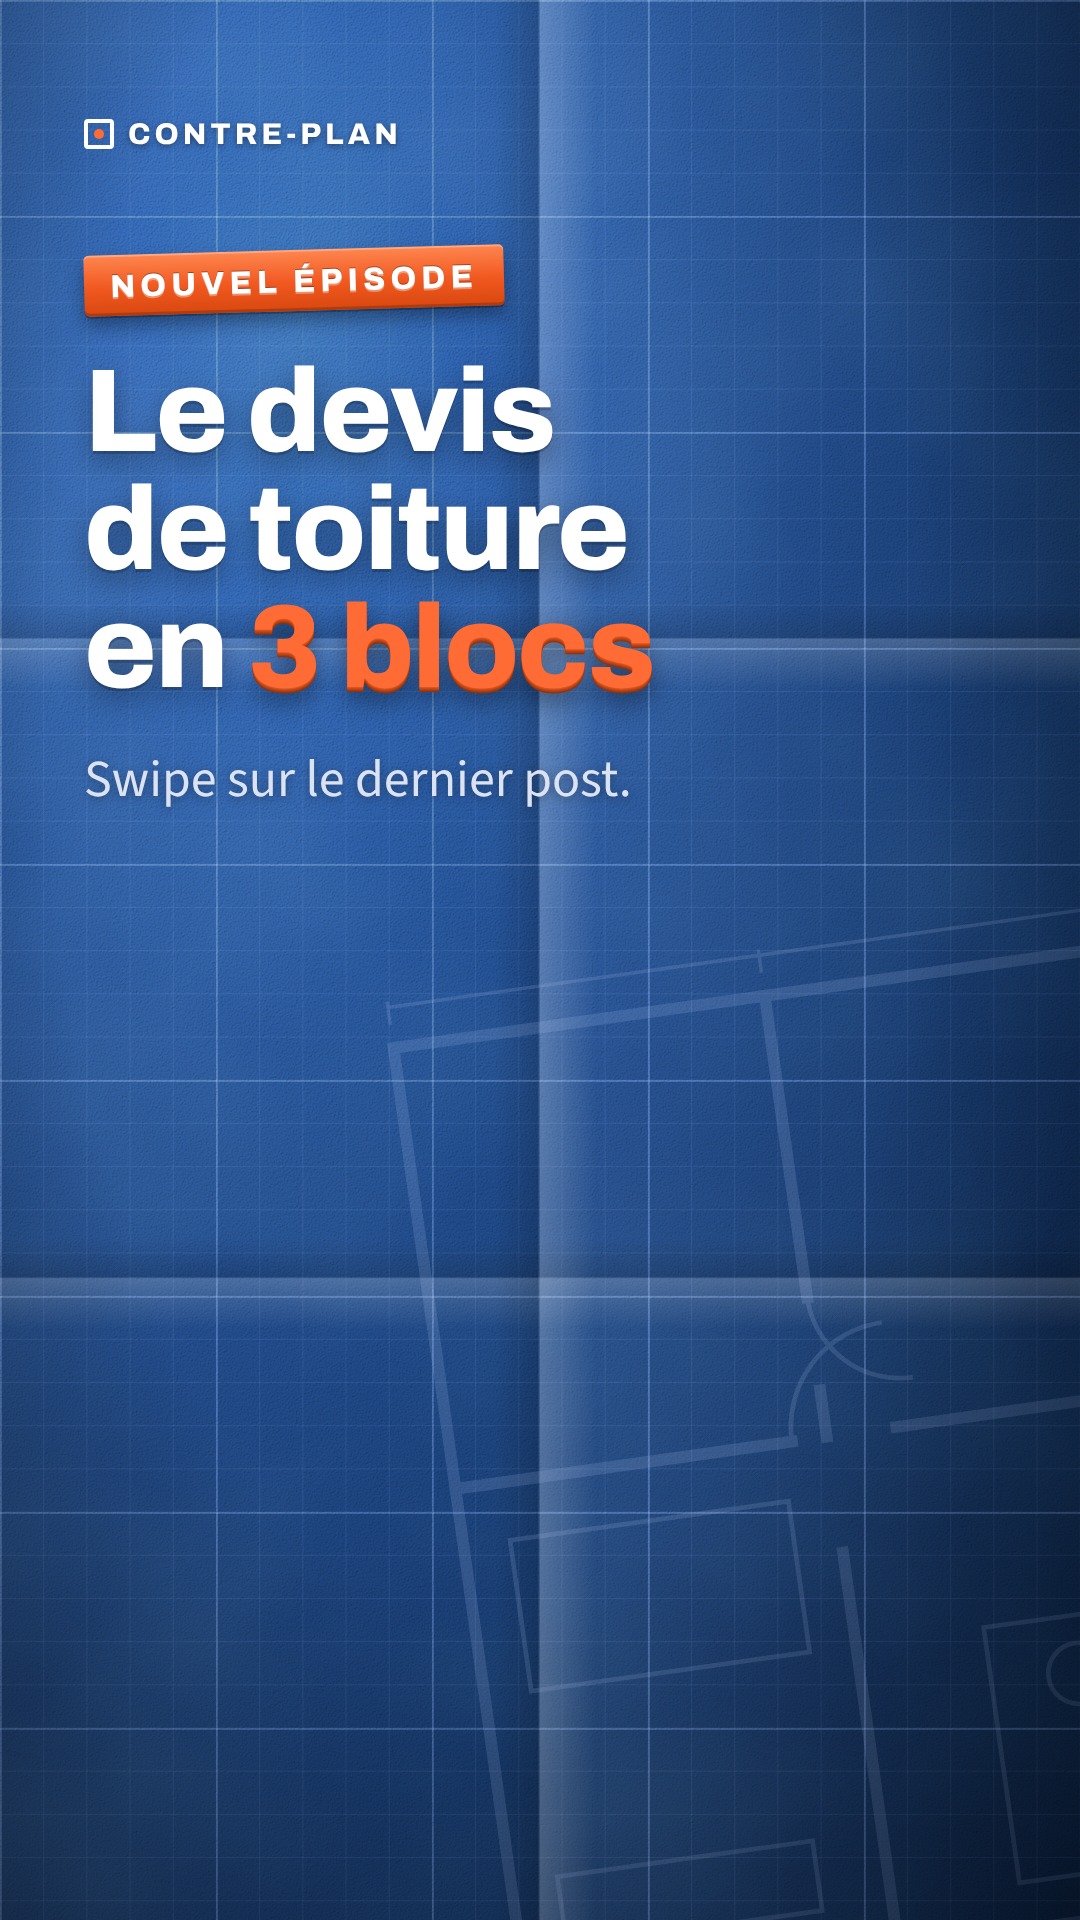 CONTRE-PLAN
NOUVEL ÉPISODE
Le devis
de toiture
en 3 blocs
Swipe sur le dernier post.